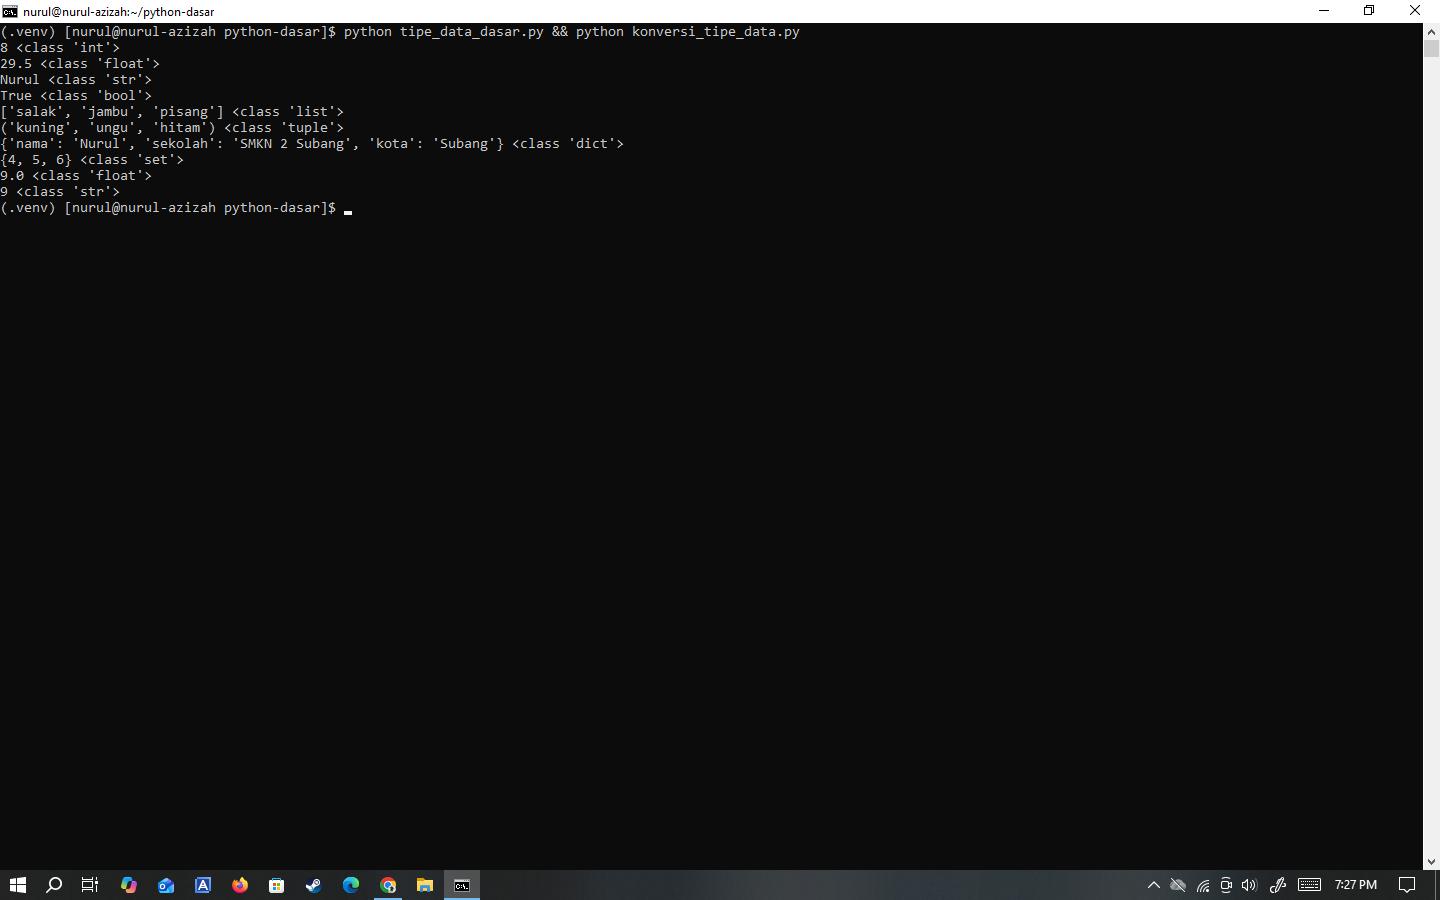 nurul@nurul-azizah:~/python-dasar
(.venv) [nurul@nurul-azizah python-dasar]$ python tipe_data_dasar.py && python konversi_tipe_data.py
8 <class 'int'>
29.5 <class 'float'>
Nurul <class 'str'>
True <class 'bool'>
['salak', 'jambu', 'pisang'] <class 'list'>
('kuning', 'ungu', 'hitam') <class 'tuple'>
{'nama': 'Nurul', 'sekolah': 'SMKN 2 Subang', 'kota': 'Subang'} <class 'dict'>
{4, 5, 6} <class 'set'>
9.0 <class 'float'>
9 <class 'str'>
(.venv) [nurul@nurul-azizah python-dasar]$
7:27 PM